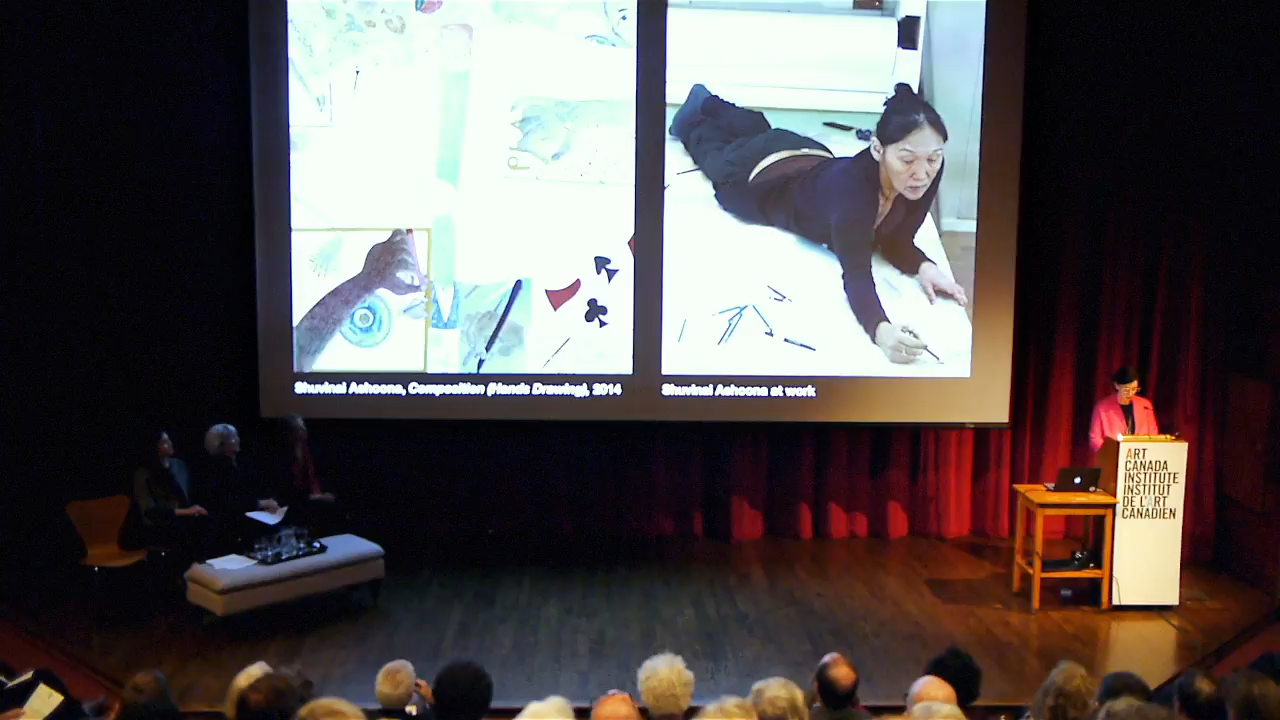 Shuvinai Ashoona, Composition (Hands Drawing), 2014
Shuvinai Ashoona at work
ART
CANADA
INSTITUTE
INSTITUT
DE L'ART
CANADIEN